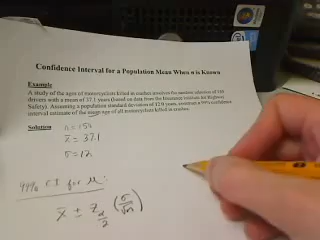 Confidence Interval for a Population Mean When σ is Known
Example
A study of the ages of motorcyclists killed in crashes involves the random selection of
drivers with a mean of 37.1 years (based on data from the Insurance Institute for Highway
Safety). Assuming a population standard deviation of 12.0 years, construct a 99% confidence
interval estimate of the mean age of all motorcyclists killed in crashes.
Solution
x̄ = 37.1
σ = 12
99% CI for μ:
x̄ ± z α/2 (σ/√n)